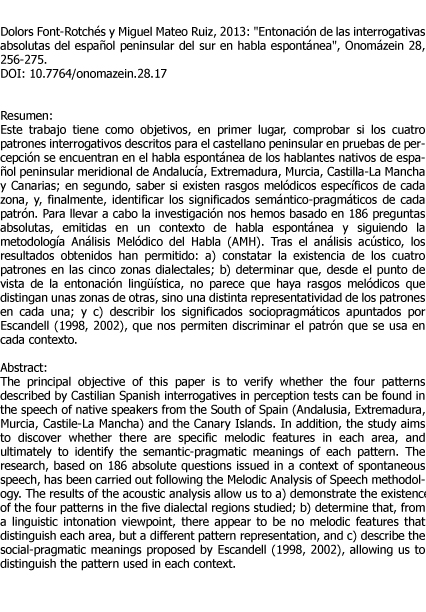 Dolors Font-Rotchés y Miguel Mateo Ruiz, 2013: "Entonación de las interrogativas
absolutas del español peninsular del sur en habla espontánea", Onomázein 28,
256-275.
DOI: 10.7764/onomazein.28.17
Resumen:
Este trabajo tiene como objetivos, en primer lugar, comprobar si los cuatro
patrones interrogativos descritos para el castellano peninsular en pruebas de per-
cepción se encuentran en el habla espontánea de los hablantes nativos de espa-
ñol peninsular meridional de Andalucía, Extremadura, Murcia, Castilla-La Mancha
y Canarias; en segundo, saber si existen rasgos melódicos específicos de cada
zona, y, finalmente, identificar los significados semántico-pragmáticos de cada
patrón. Para llevar a cabo la investigación nos hemos basado en 186 preguntas
absolutas, emitidas en un contexto de habla espontánea y siguiendo la
metodología Análisis Melódico del Habla (AMH). Tras el análisis acústico, los
resultados obtenidos han permitido: a) constatar la existencia de los cuatro
patrones en las cinco zonas dialectales; b) determinar que, desde el punto de
vista de la entonación lingüística, no parece que haya rasgos melódicos que
distingan unas zonas de otras, sino una distinta representatividad de los patrones
en cada una; y c) describir los significados sociopragmáticos apuntados por
Escandell (1998, 2002), que nos permiten discriminar el patrón que se usa en
cada contexto.
Abstract:
The principal objective of this paper is to verify whether the four patterns
described by Castilian Spanish interrogatives in perception tests can be found in
the speech of native speakers from the South of Spain (Andalusia, Extremadura,
Murcia, Castile-La Mancha) and the Canary Islands. In addition, the study aims
to discover whether there are specific melodic features in each area, and
ultimately to identify the semantic-pragmatic meanings of each pattern. The
research, based on 186 absolute questions issued in a context of spontaneous
speech, has been carried out following the Melodic Analysis of Speech methodol-
ogy. The results of the acoustic analysis allow us to a) demonstrate the existence
of the four patterns in the five dialectal regions studied; b) determine that, from
a linguistic intonation viewpoint, there appear to be no melodic features that
distinguish each area, but a different pattern representation, and c) describe the
social-pragmatic meanings proposed by Escandell (1998, 2002), allowing us to
distinguish the pattern used in each context.